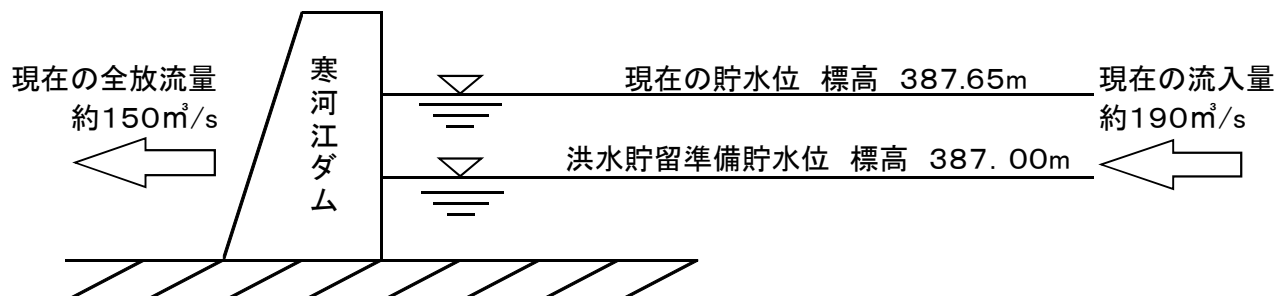 現在の全放流量
約150㎥/s
寒河江ダム
現在の貯水位 標高 387.65m
洪水貯留準備貯水位 標高 387.00m
現在の流入量
約190㎥/s